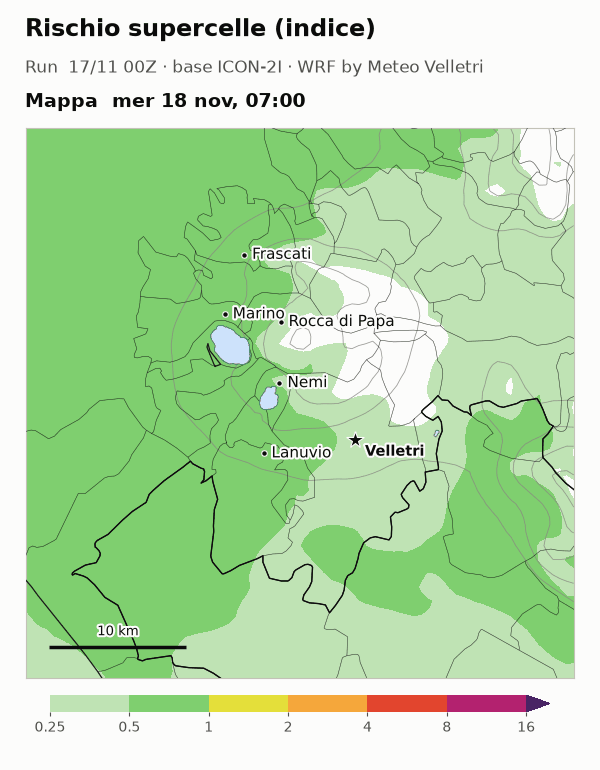 Rischio supercelle (indice)
Run  17/11 00Z · base ICON-2I · WRF by Meteo Velletri
Mappa  mer 18 nov, 07:00
Frascati
Marino
Rocca di Papa
Nemi
Velletri
Lanuvio
10 km
0.25 0.5 1 2 4 8 16